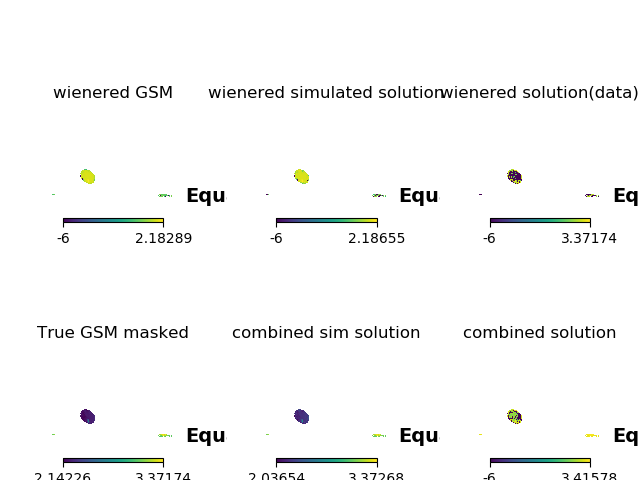 wienered GSM wienered simulated solution wienered solution(data)
Equ Equ Eq
-6 2.18289 -6 2.18655 -6 3.37174
True GSM masked combined sim solution combined solution
Equ Equ Eq
2.14226 3.37174 2.03654 3.37268 -6 3.41578